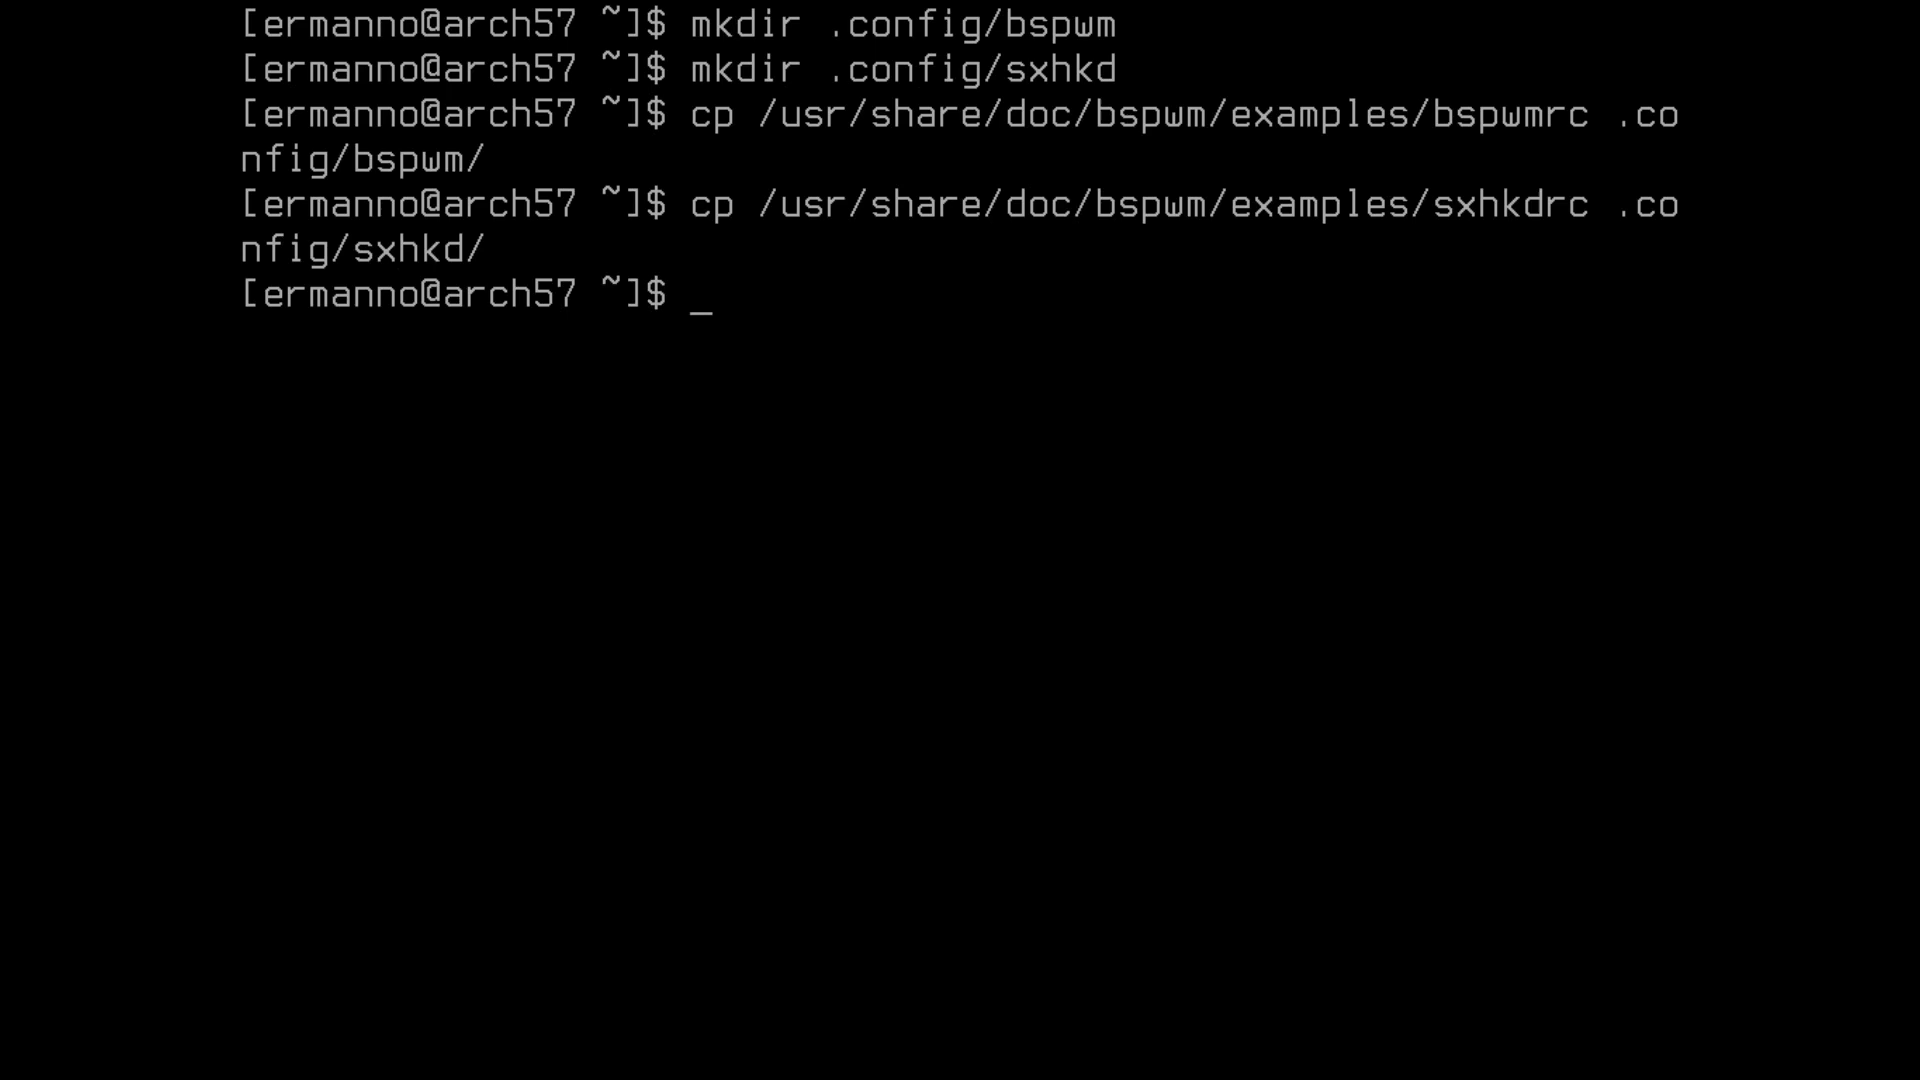 [ermanno@arch57 ~]$ mkdir .config/bspwm
[ermanno@arch57 ~]$ mkdir .config/sxhkd
[ermanno@arch57 ~]$ cp /usr/share/doc/bspwm/examples/bspwmrc .co
nfig/bspwm/
[ermanno@arch57 ~]$ cp /usr/share/doc/bspwm/examples/sxhkdrc .co
nfig/sxhkd/
[ermanno@arch57 ~]$ _